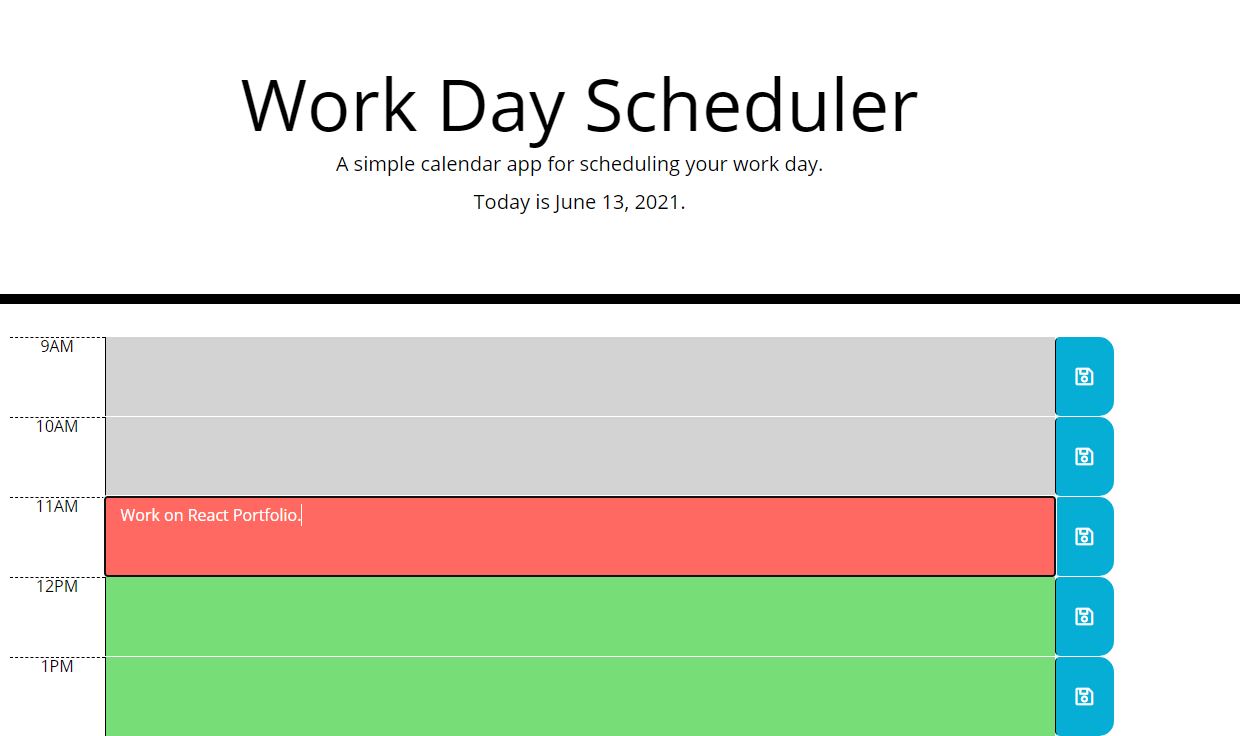 Work Day Scheduler
A simple calendar app for scheduling your work day.
Today is June 13, 2021.
9AM
10AM
11AM
Work on React Portfolio.
12PM
1PM